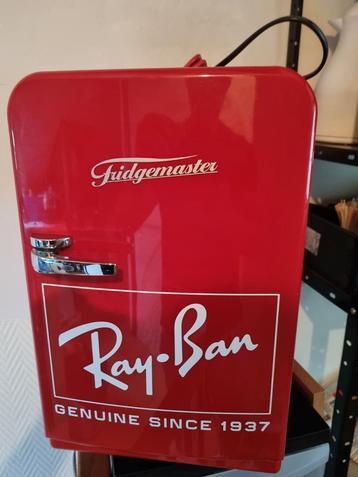 Fridgemaster
Ray-Ban
GENUINE SINCE 1937